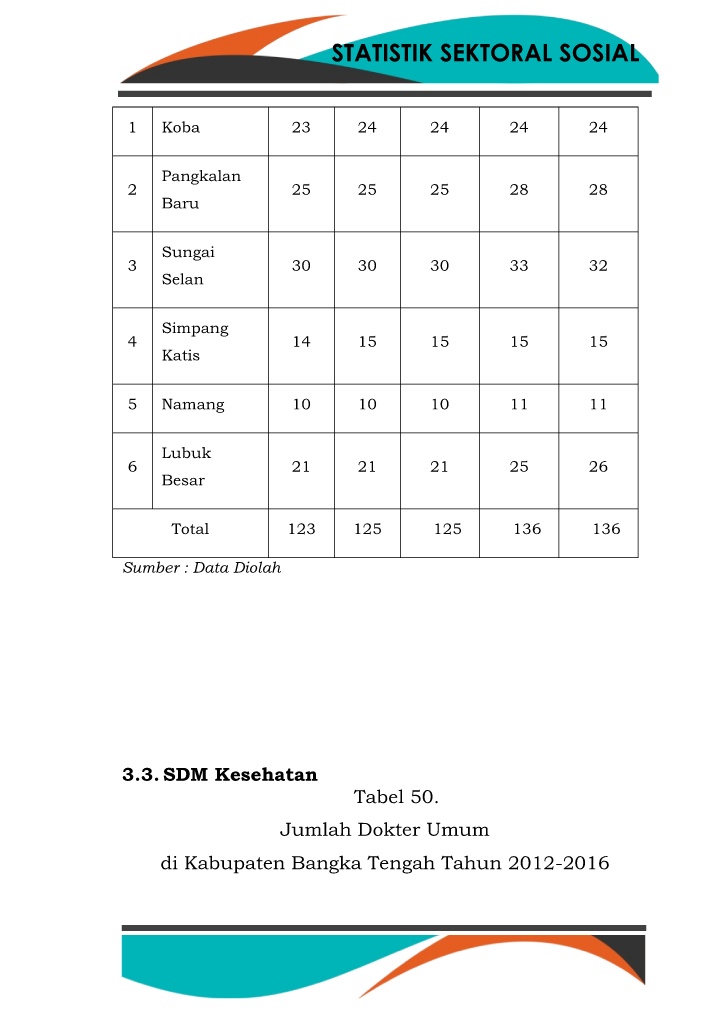 STATISTIK SEKTORAL SOSIAL
1 Koba 23 24 24 24 24
2 Pangkalan Baru 25 25 25 28 28
3 Sungai Selan 30 30 30 33 32
4 Simpang Katis 14 15 15 15 15
5 Namang 10 10 10 11 11
6 Lubuk Besar 21 21 21 25 26
Total 123 125 125 136 136
Sumber : Data Diolah
3.3. SDM Kesehatan
Tabel 50.
Jumlah Dokter Umum
di Kabupaten Bangka Tengah Tahun 2012-2016